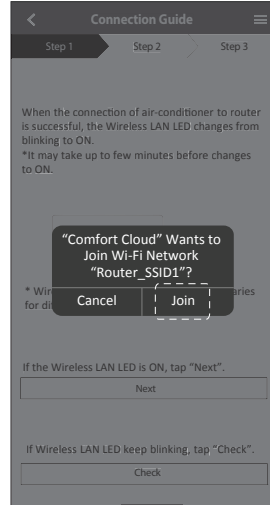 Connection Guide
Step 1 Step 2 Step 3
When the connection of air-conditioner to router
is successful, the Wireless LAN LED changes from
blinking to ON.
*It may take up to few minutes before changes
to ON.
“Comfort Cloud” Wants to
Join Wi-Fi Network
“Router_SSID1”?
Cancel Join
* Wir aries
for di
If the Wireless LAN LED is ON, tap “Next”.
Next
If Wireless LAN LED keep blinking, tap “Check”.
Check